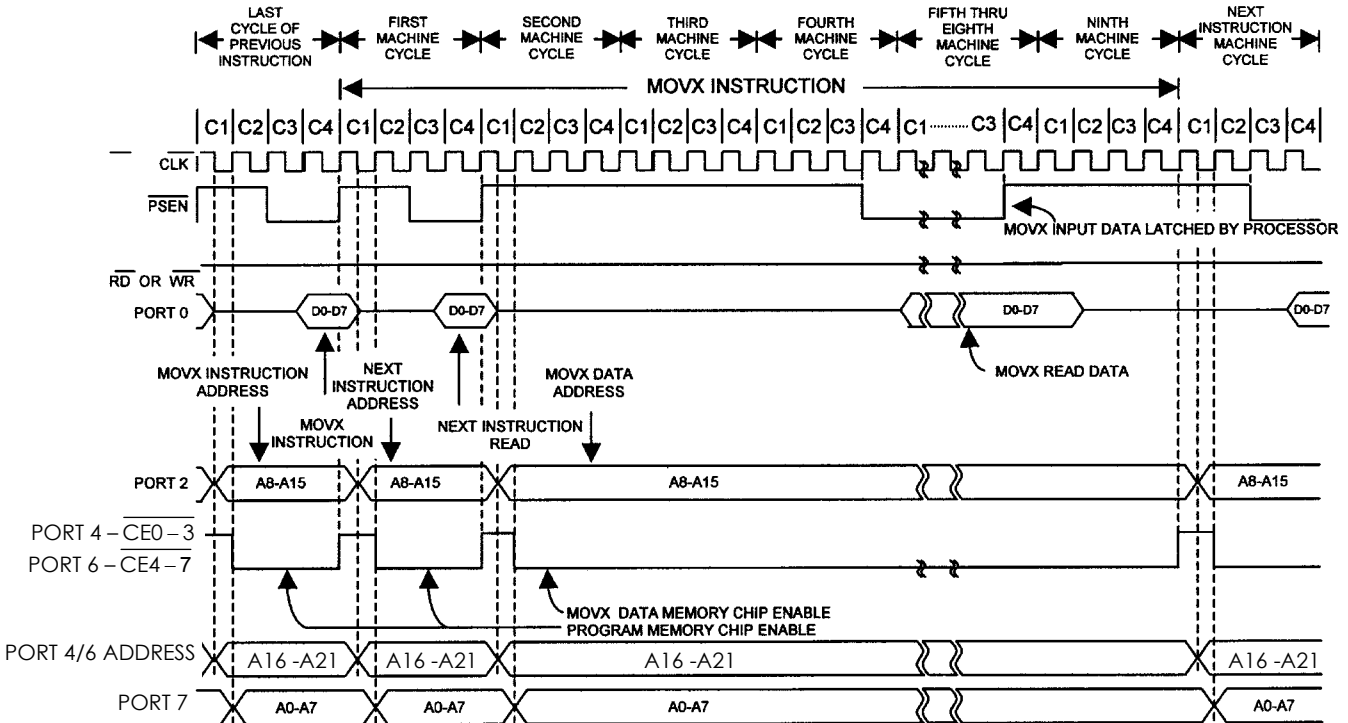 LAST
CYCLE OF
PREVIOUS
INSTRUCTION
FIRST
MACHINE
CYCLE
SECOND
MACHINE
CYCLE
THIRD
MACHINE
CYCLE
FOURTH
MACHINE
CYCLE
FIFTH THRU
EIGHTH
MACHINE
CYCLE
NINTH
MACHINE
CYCLE
NEXT
INSTRUCTION
MACHINE
CYCLE
MOVX INSTRUCTION
C1 C2 C3 C4 C1 C2 C3 C4 C1 C2 C3 C4 C1 C2 C3 C4 C1 C2 C3 C4 C1 ......... C3 C4 C1 C2 C3 C4 C1 C2 C3 C4
CLK
PSEN
MOVX INPUT DATA LATCHED BY PROCESSOR
RD OR WR
PORT 0 D0-D7 D0-D7 D0-D7 D0-D7
MOVX INSTRUCTION
ADDRESS
NEXT
INSTRUCTION
ADDRESS
MOVX DATA
ADDRESS
MOVX READ DATA
MOVX
INSTRUCTION
NEXT INSTRUCTION
READ
PORT 2 A8-A15 A8-A15 A8-A15 A8-A15
PORT 4 – CE0 – 3
PORT 6 – CE4 – 7
MOVX DATA MEMORY CHIP ENABLE
PROGRAM MEMORY CHIP ENABLE
PORT 4/6 ADDRESS A16 -A21 A16 -A21 A16 -A21 A16 -A21
PORT 7 A0-A7 A0-A7 A0-A7 A0-A7